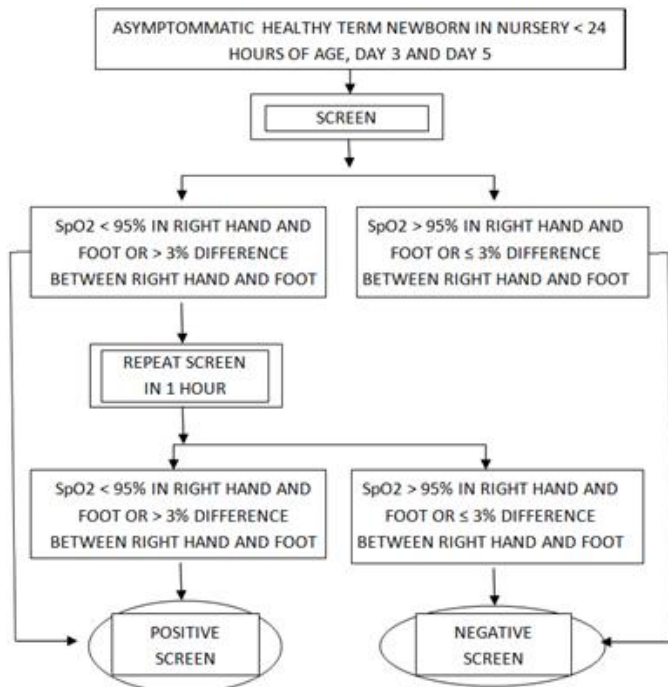 ASYMPTOMMATIC HEALTHY TERM NEWBORN IN NURSERY < 24
HOURS OF AGE, DAY 3 AND DAY 5
SCREEN
SpO2 < 95% IN RIGHT HAND AND
FOOT OR > 3% DIFFERENCE
BETWEEN RIGHT HAND AND FOOT
SpO2 > 95% IN RIGHT HAND AND
FOOT OR ≤ 3% DIFFERENCE
BETWEEN RIGHT HAND AND FOOT
REPEAT SCREEN
IN 1 HOUR
SpO2 < 95% IN RIGHT HAND AND
FOOT OR > 3% DIFFERENCE
BETWEEN RIGHT HAND AND FOOT
SpO2 > 95% IN RIGHT HAND AND
FOOT OR ≤ 3% DIFFERENCE
BETWEEN RIGHT HAND AND FOOT
POSITIVE
SCREEN
NEGATIVE
SCREEN